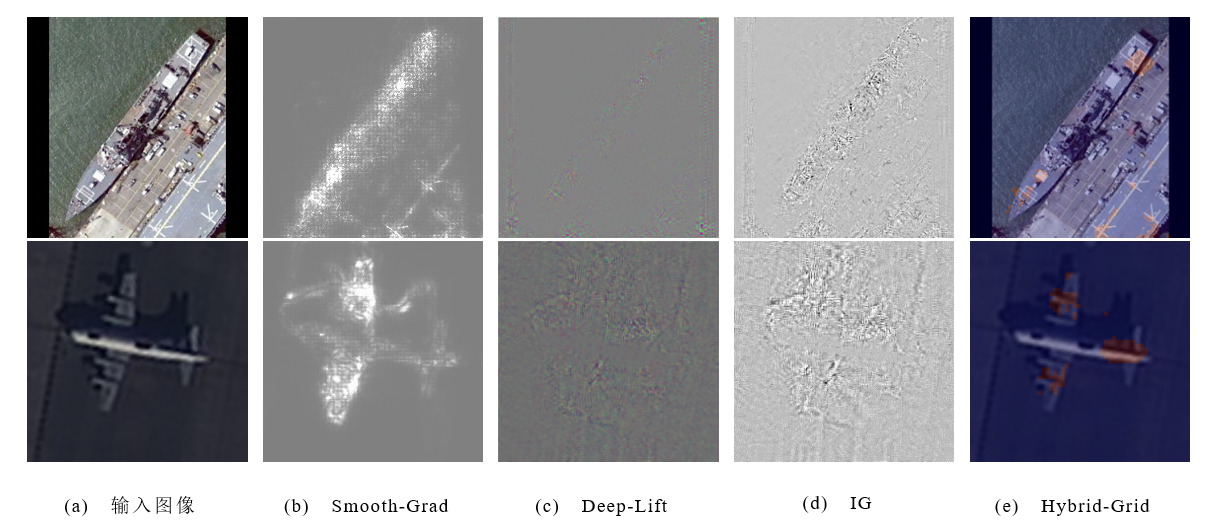 (a) 输入图像 (b) Smooth-Grad (c) Deep-Lift (d) IG (e) Hybrid-Grid